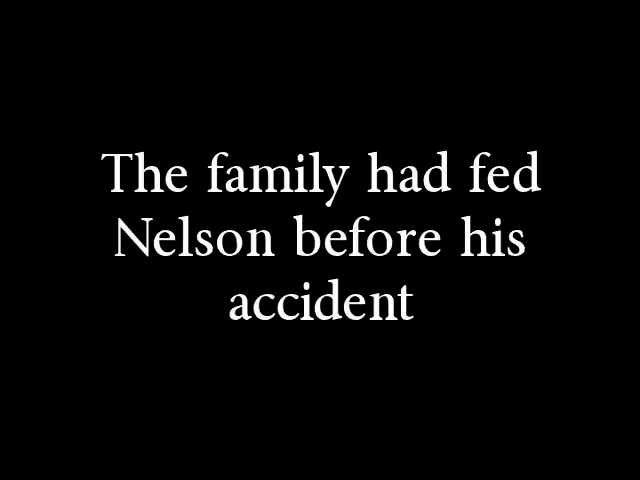 The family had fed
Nelson before his
accident